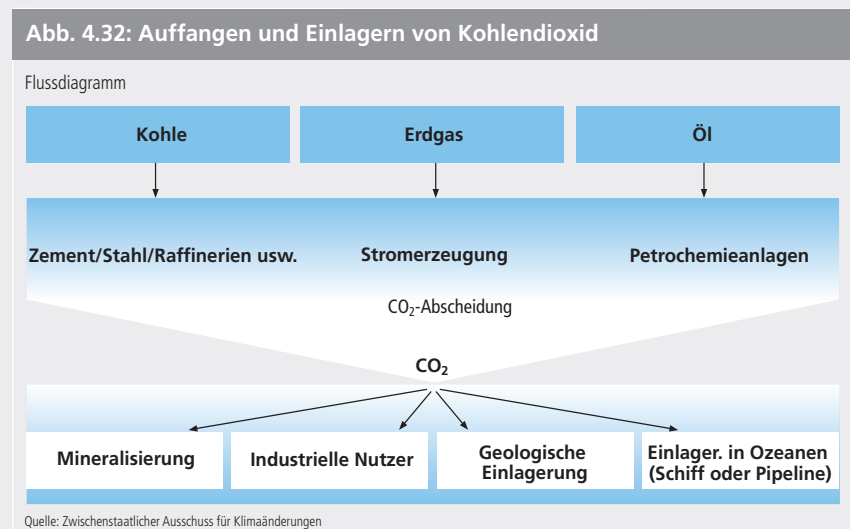 Abb. 4.32: Auffangen und Einlagern von Kohlendioxid
Flussdiagramm
Kohle
Erdgas
Öl
Zement/Stahl/Raffinerien usw.
Stromerzeugung
Petrochemieanlagen
CO₂-Abscheidung
CO₂
Mineralisierung
Industrielle Nutzer
Geologische
Einlagerung
Einlager. in Ozeanen
(Schiff oder Pipeline)
Quelle: Zwischenstaatlicher Ausschuss für Klimaänderungen